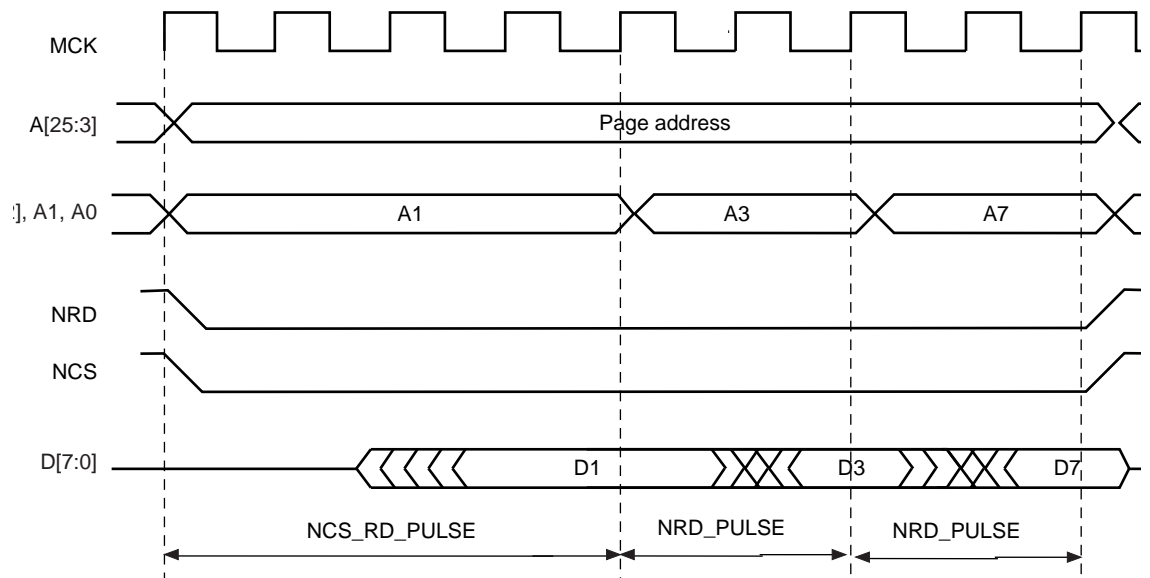 MCK
A[25:3]
Page address
], A1, A0
A1
A3
A7
NRD
NCS
D[7:0]
D1
D3
D7
NCS_RD_PULSE
NRD_PULSE
NRD_PULSE